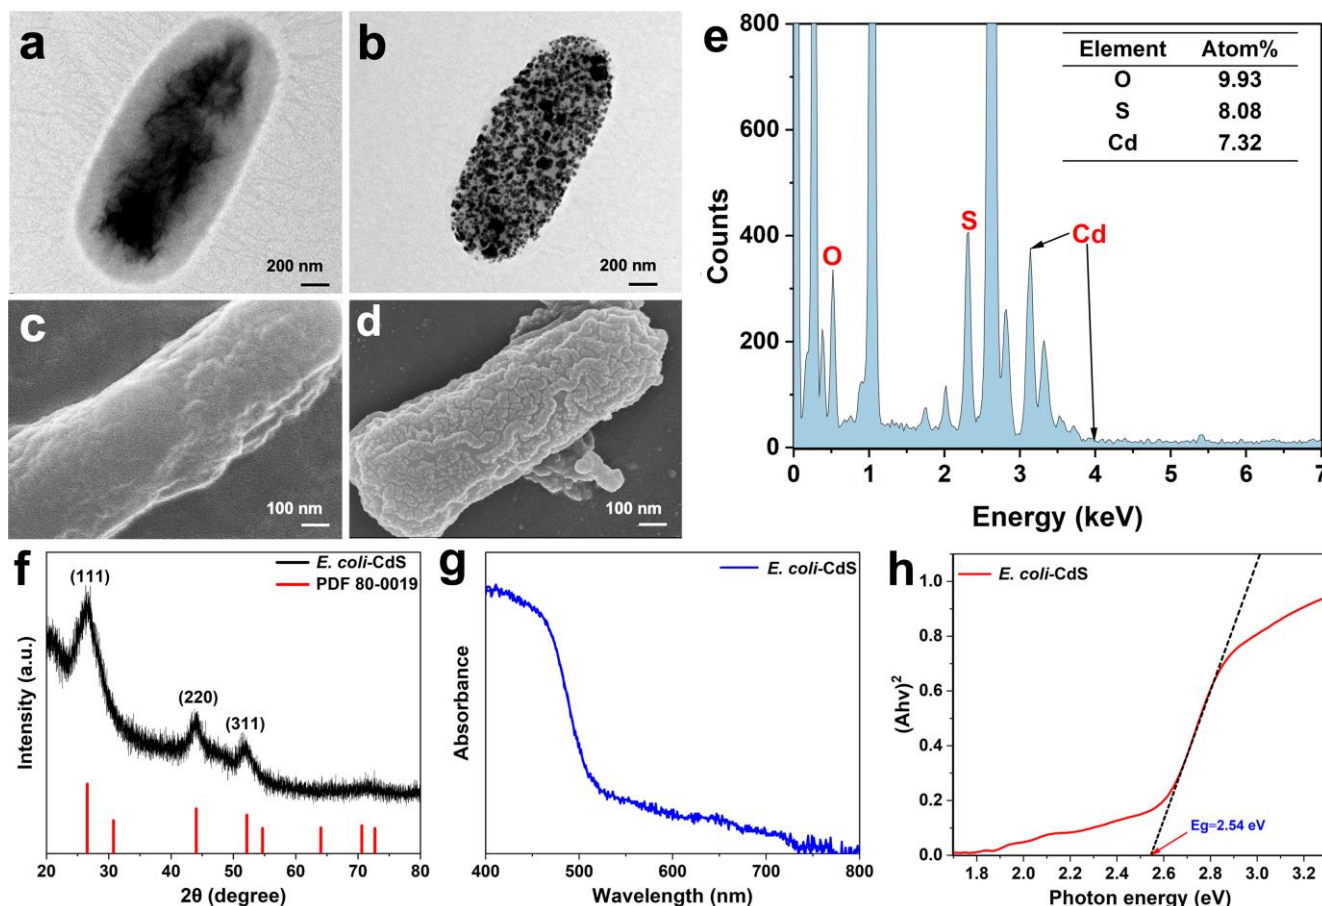 a
200 nm
b
200 nm
c
100 nm
d
100 nm
e
Counts
800
600
400
200
0
Element Atom%
O 9.93
S 8.08
Cd 7.32
O
S
Cd
0 1 2 3 4 5 6 7
Energy (keV)
f
Intensity (a.u.)
(111)
(220)
(311)
E. coli-CdS
PDF 80-0019
20 30 40 50 60 70 80
2θ (degree)
g
Absorbance
E. coli-CdS
400 500 600 700 800
Wavelength (nm)
h
(Ahv)²
E. coli-CdS
1.0
0.8
0.6
0.4
0.2
0.0
Eg=2.54 eV
1.8 2.0 2.2 2.4 2.6 2.8 3.0 3.2
Photon energy (eV)